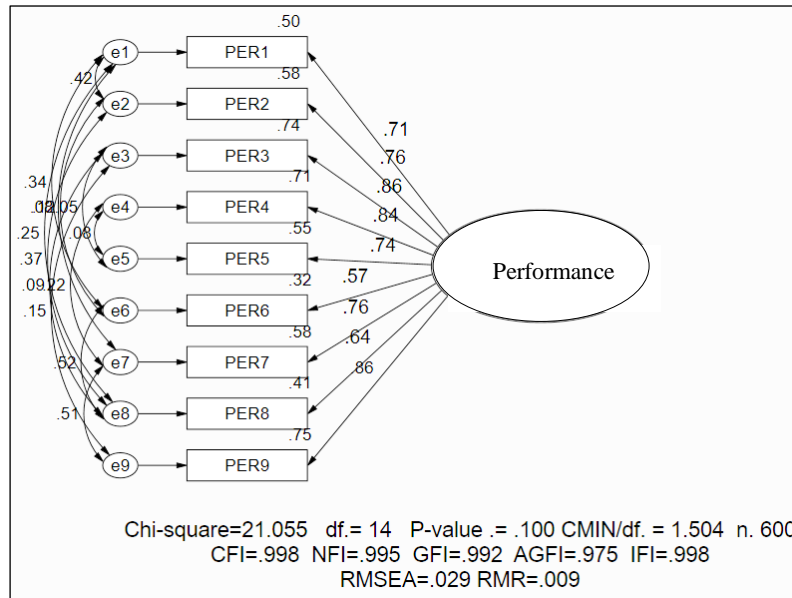 .50
e1 PER1
.58
.42
e2 PER2
.71
.74
.76
e3 PER3
.86
.34 .71
.84
e4 PER4
.05
.25 .08 .55
.74
e5 PER5
.37 .32 .57
.09 .22
.15 e6 PER6 .76
.58 .64
e7 PER7
.52 .41 86
.51 e8 PER8
.75
e9 PER9
Performance
Chi-square=21.055 df.= 14 P-value .= .100 CMIN/df. = 1.504 n. 600
CFI=.998 NFI=.995 GFI=.992 AGFI=.975 IFI=.998
RMSEA=.029 RMR=.009